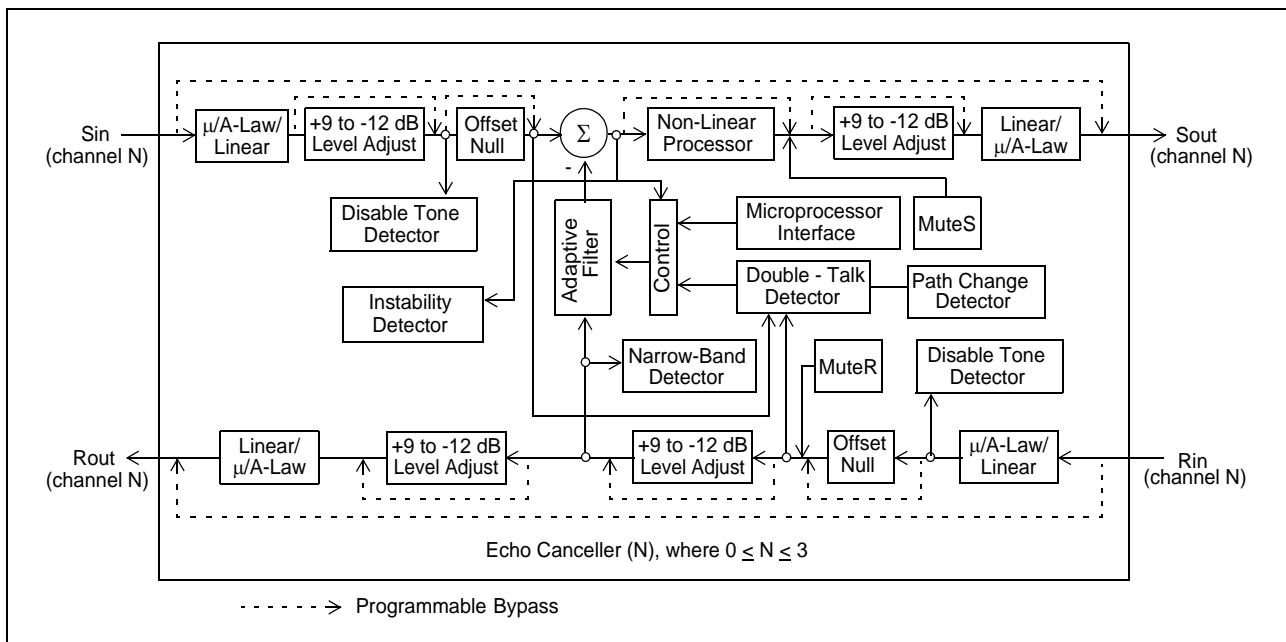 Sin
(channel N)
μ/A-Law/
Linear
+9 to -12 dB
Level Adjust
Offset
Null
Σ
-
Non-Linear
Processor
+9 to -12 dB
Level Adjust
Linear/
μ/A-Law
Sout
(channel N)
Disable Tone
Detector
Adaptive
Filter
Control
Microprocessor
Interface
MuteS
Instability
Detector
Double - Talk
Detector
Path Change
Detector
Narrow-Band
Detector
MuteR
Disable Tone
Detector
Rout
(channel N)
Linear/
μ/A-Law
+9 to -12 dB
Level Adjust
+9 to -12 dB
Level Adjust
Offset
Null
μ/A-Law/
Linear
Rin
(channel N)
Echo Canceller (N), where 0 ≤ N ≤ 3
Programmable Bypass